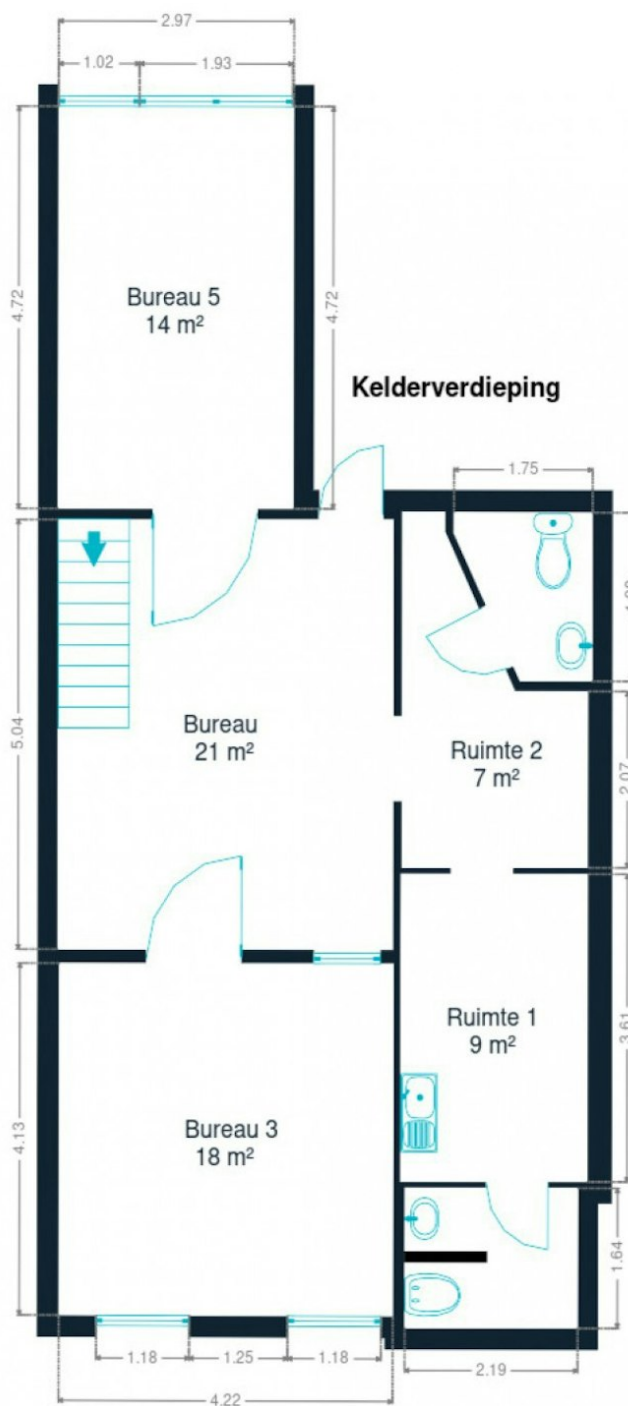 2.97
1.02
1.93
4.72
4.72
Bureau 5
14 m²
Kelderverdieping
1.75
5.04
Bureau
21 m²
Ruimte 2
7 m²
2.07
3.61
Ruimte 1
9 m²
4.13
Bureau 3
18 m²
1.64
1.18
1.25
1.18
2.19
4.22